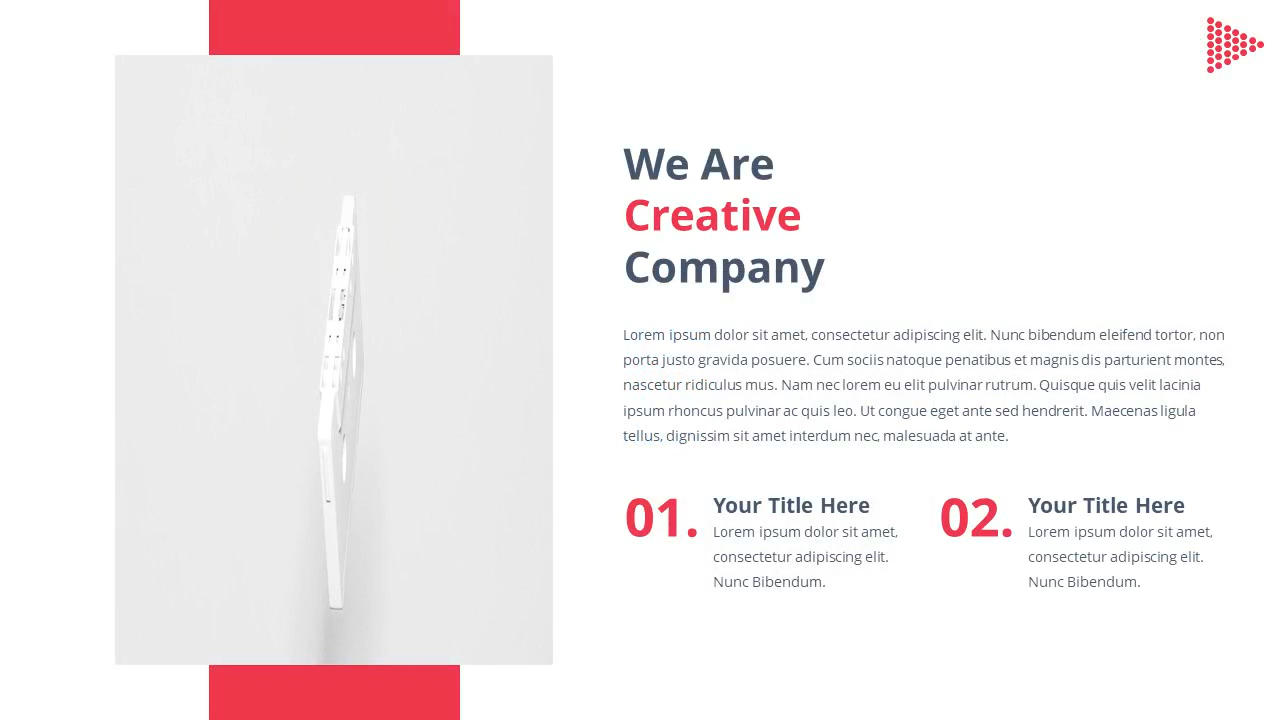 We Are
Creative
Company
Lorem ipsum dolor sit amet, consectetur adipiscing elit. Nunc bibendum eleifend tortor, non
porta justo gravida posuere. Cum sociis natoque penatibus et magnis dis parturient montes,
nascetur ridiculus mus. Nam nec lorem eu elit pulvinar rutrum. Quisque quis velit lacinia
ipsum rhoncus pulvinar ac quis leo. Ut congue eget ante sed hendrerit. Maecenas ligula
tellus, dignissim sit amet interdum nec, malesuada at ante.
01.
Your Title Here
Lorem ipsum dolor sit amet,
consectetur adipiscing elit.
Nunc Bibendum.
02.
Your Title Here
Lorem ipsum dolor sit amet,
consectetur adipiscing elit.
Nunc Bibendum.